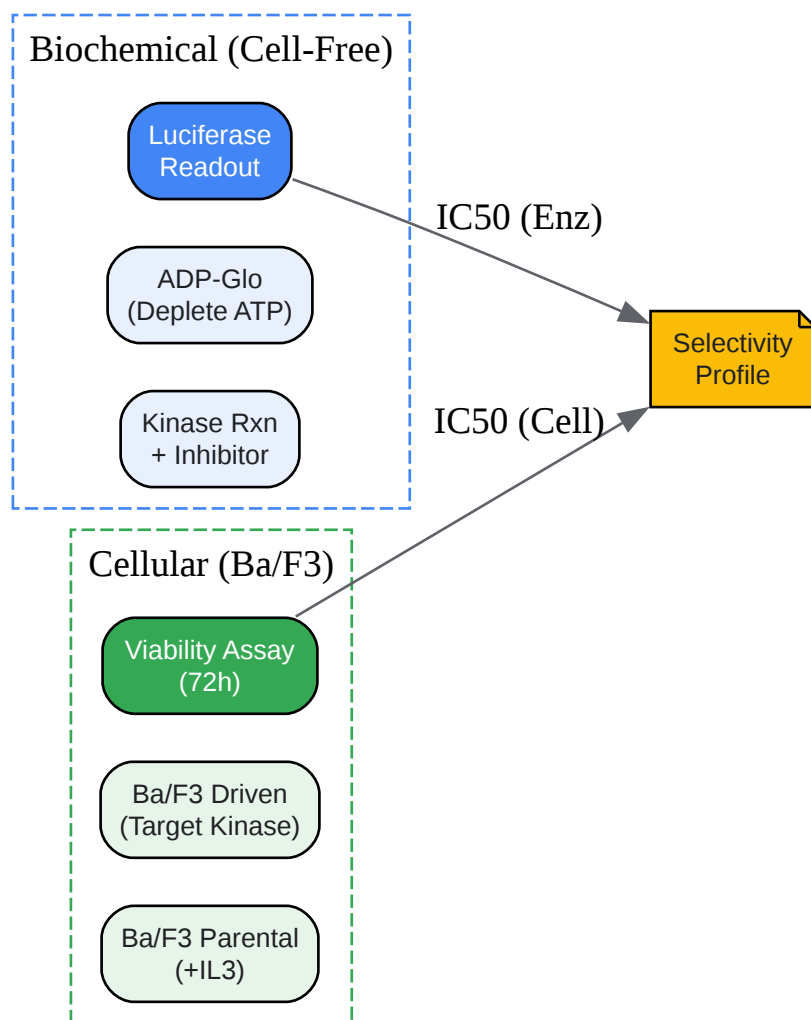 Biochemical (Cell-Free)
Luciferase
Readout
IC50 (Enz)
ADP-Glo
(Deplete ATP)
Selectivity
Profile
Kinase Rxn
+ Inhibitor
IC50 (Cell)
Cellular (Ba/F3)
Viability Assay
(72h)
Ba/F3 Driven
(Target Kinase)
Ba/F3 Parental
(+IL3)